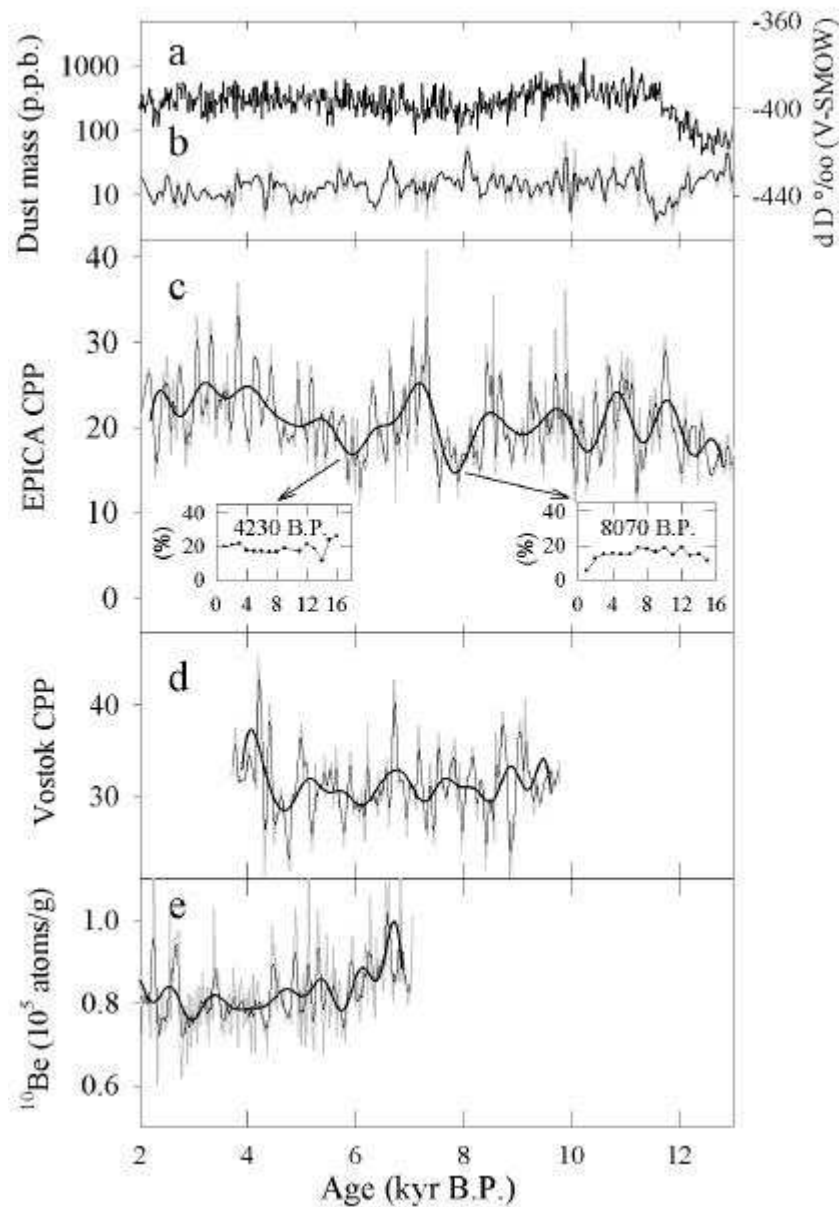 a
b
Dust mass (p.p.b.)
1000
100
10
-360
-400
-440
d D °/oo (V-SMOW)
c
EPICA CPP
40
30
20
10
0
4230 B.P.
(%)
40
20
0
0 4 8 12 16
8070 B.P.
(%)
40
20
0
0 4 8 12 16
d
Vostok CPP
40
30
e
¹⁰Be (10⁵ atoms/g)
1.0
0.8
0.6
2 4 6 8 10 12
Age (kyr B.P.)